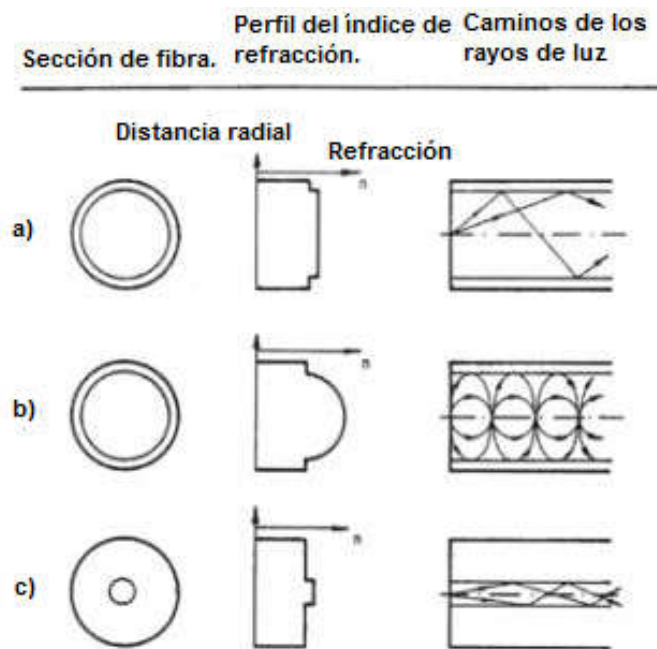 Sección de fibra.
Perfil del índice de
refracción.
Caminos de los
rayos de luz
Distancia radial
Refracción
n
a)
n
b)
n
c)